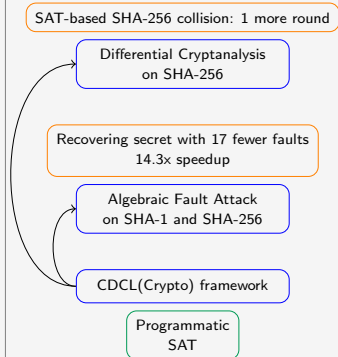 SAT-based SHA-256 collision: 1 more round
Differential Cryptanalysis
on SHA-256
Recovering secret with 17 fewer faults
14.3x speedup
Algebraic Fault Attack
on SHA-1 and SHA-256
CDCL(Crypto) framework
Programmatic
SAT